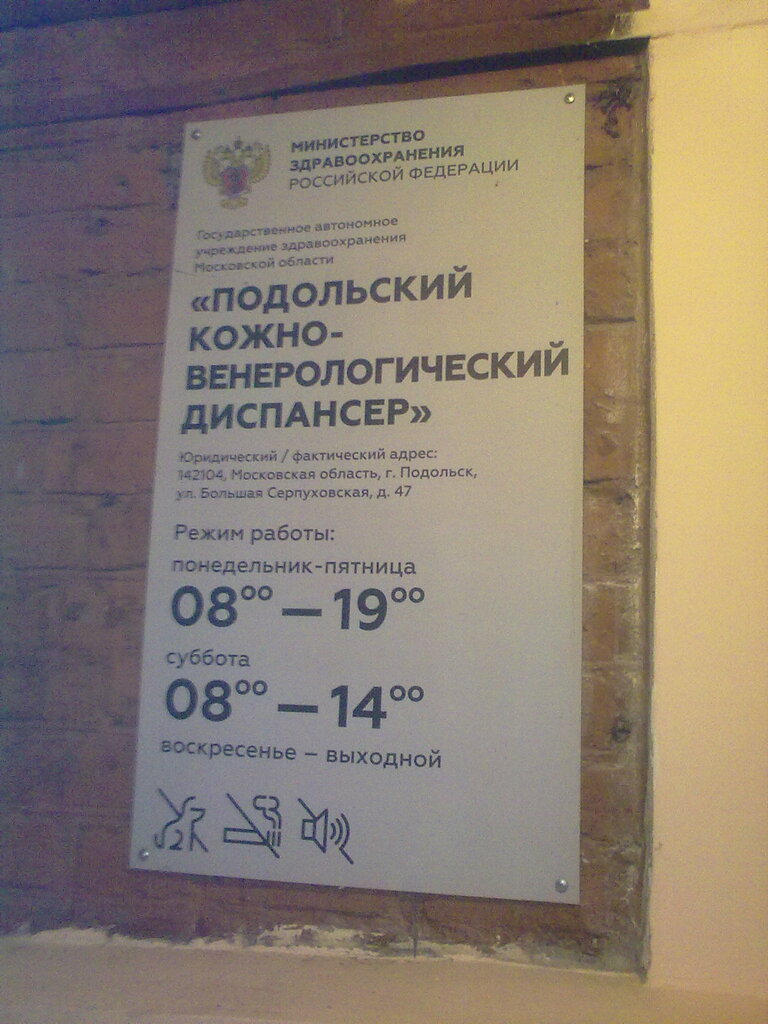 МИНИСТЕРСТВО
ЗДРАВООХРАНЕНИЯ
РОССИЙСКОЙ ФЕДЕРАЦИИ
Государственное автономное
учреждение здравоохранения
Московской области
«ПОДОЛЬСКИЙ
КОЖНО-
ВЕНЕРОЛОГИЧЕСКИЙ
ДИСПАНСЕР»
Юридический / фактический адрес:
142104, Московская область, г. Подольск,
ул. Большая Серпуховская, д. 47
Режим работы:
понедельник-пятница
08⁰⁰ – 19⁰⁰
суббота
08⁰⁰ – 14⁰⁰
воскресенье – выходной